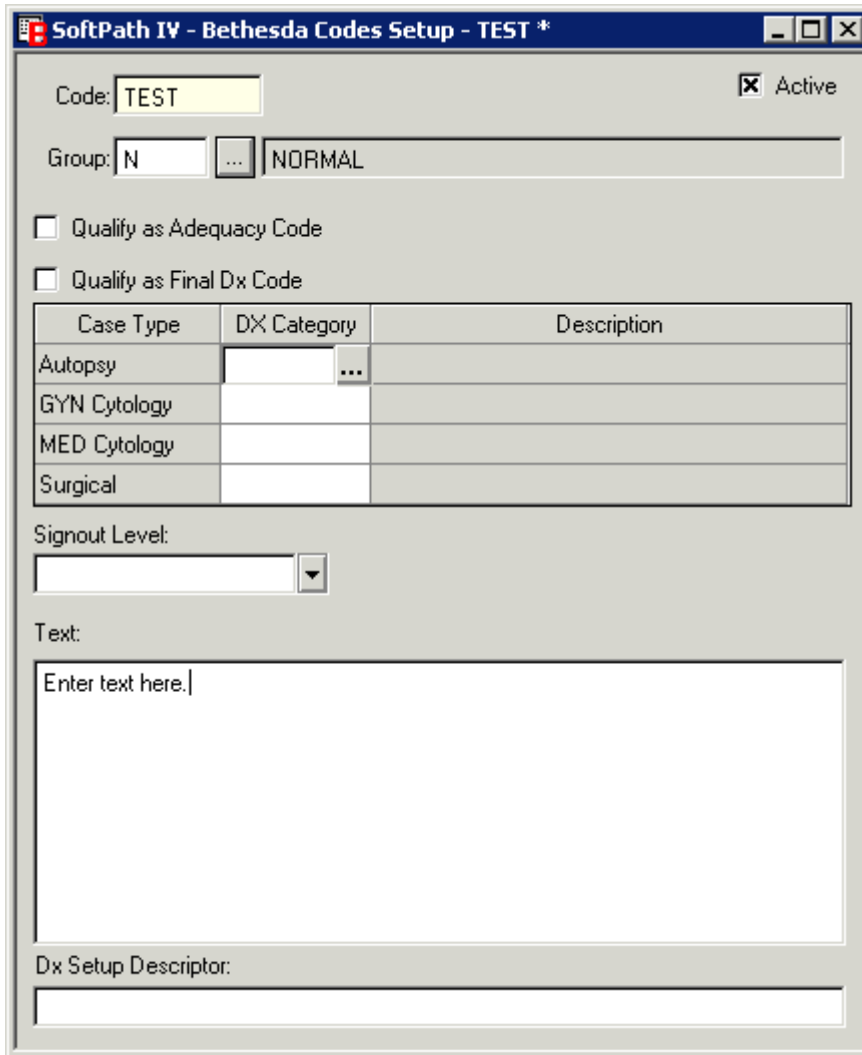 SoftPath IV - Bethesda Codes Setup - TEST *
Code: TEST
Active
Group: N ... NORMAL
Qualify as Adequacy Code
Qualify as Final Dx Code
Case Type DX Category Description
Autopsy ...
GYN Cytology
MED Cytology
Surgical
Signout Level:
Text:
Enter text here.
Dx Setup Descriptor: